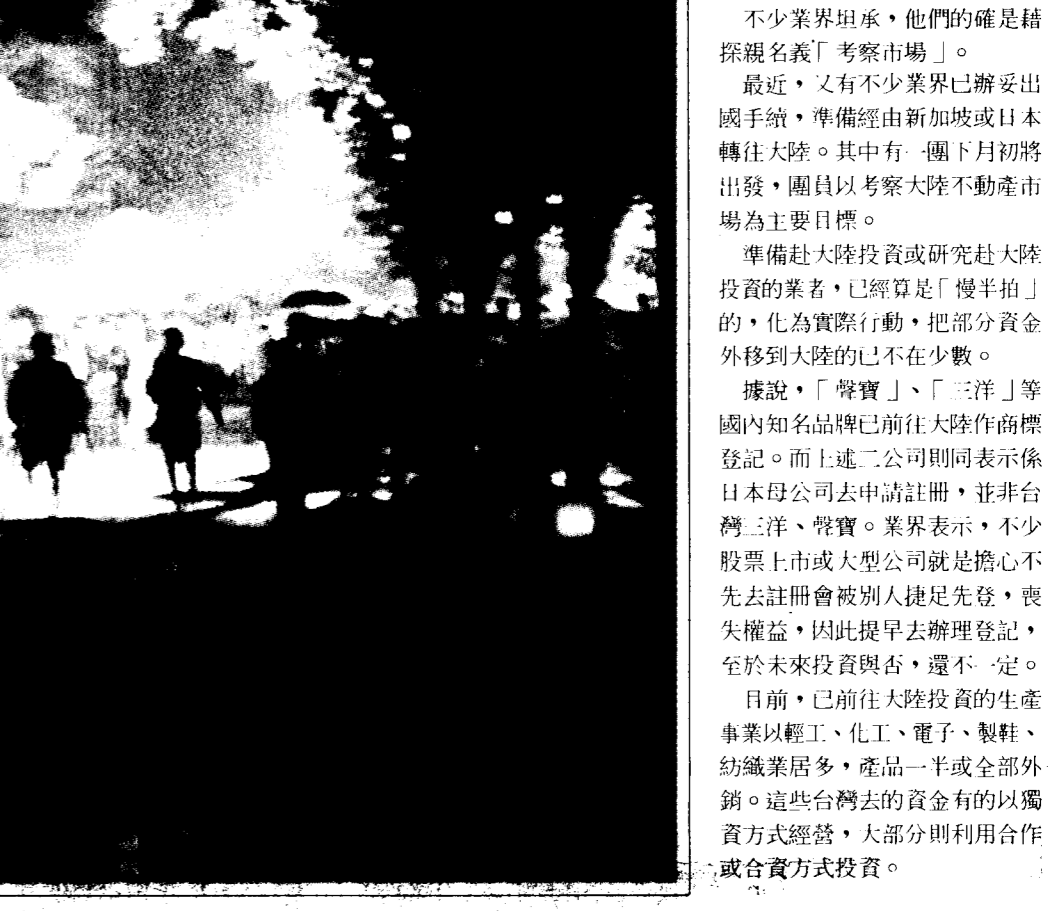 不少業界坦承，他們的確是藉
探親名義「考察市場」。
最近，又有不少業界已辦妥出
國手續，準備經由新加坡或日本
轉往大陸。其中有一團下月初將
出發，團員以考察大陸不動產市
場為主要目標。
準備赴大陸投資或研究赴大陸
投資的業者，已經算是「慢半拍」
的，化為實際行動，把部分資金
外移到大陸的已不在少數。
據說，「聲寶」、「三洋」等
國內知名品牌已前往大陸作商標
登記。而上述二公司則同表示係
日本母公司去申請註冊，並非台
灣三洋、聲寶。業界表示，不少
股票上市或大型公司就是擔心不
先去註冊會被別人捷足先登，喪
失權益，因此提早去辦理登記，
至於未來投資與否，還不一定。
目前，已前往大陸投資的生產
事業以輕工、化工、電子、製鞋、
紡織業居多，產品一半或全部外
銷。這些台灣去的資金有的以獨
資方式經營，大部分則利用合作
或合資方式投資。